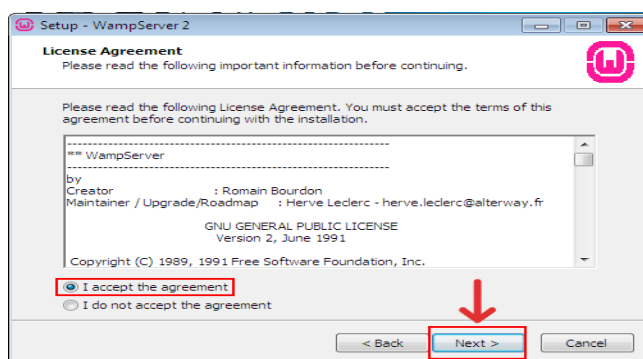 Setup - WampServer 2
License Agreement
Please read the following important information before continuing.
Please read the following License Agreement. You must accept the terms of this
agreement before continuing with the installation.
----------------------------------------------------------------
** WampServer
----------------------------------------------------------------
by
Creator : Romain Bourdon
Maintainer / Upgrade/Roadmap : Herve Leclerc - herve.leclerc@alterway.fr
GNU GENERAL PUBLIC LICENSE
Version 2, June 1991
Copyright (C) 1989, 1991 Free Software Foundation, Inc.
I accept the agreement
I do not accept the agreement
< Back Next > Cancel